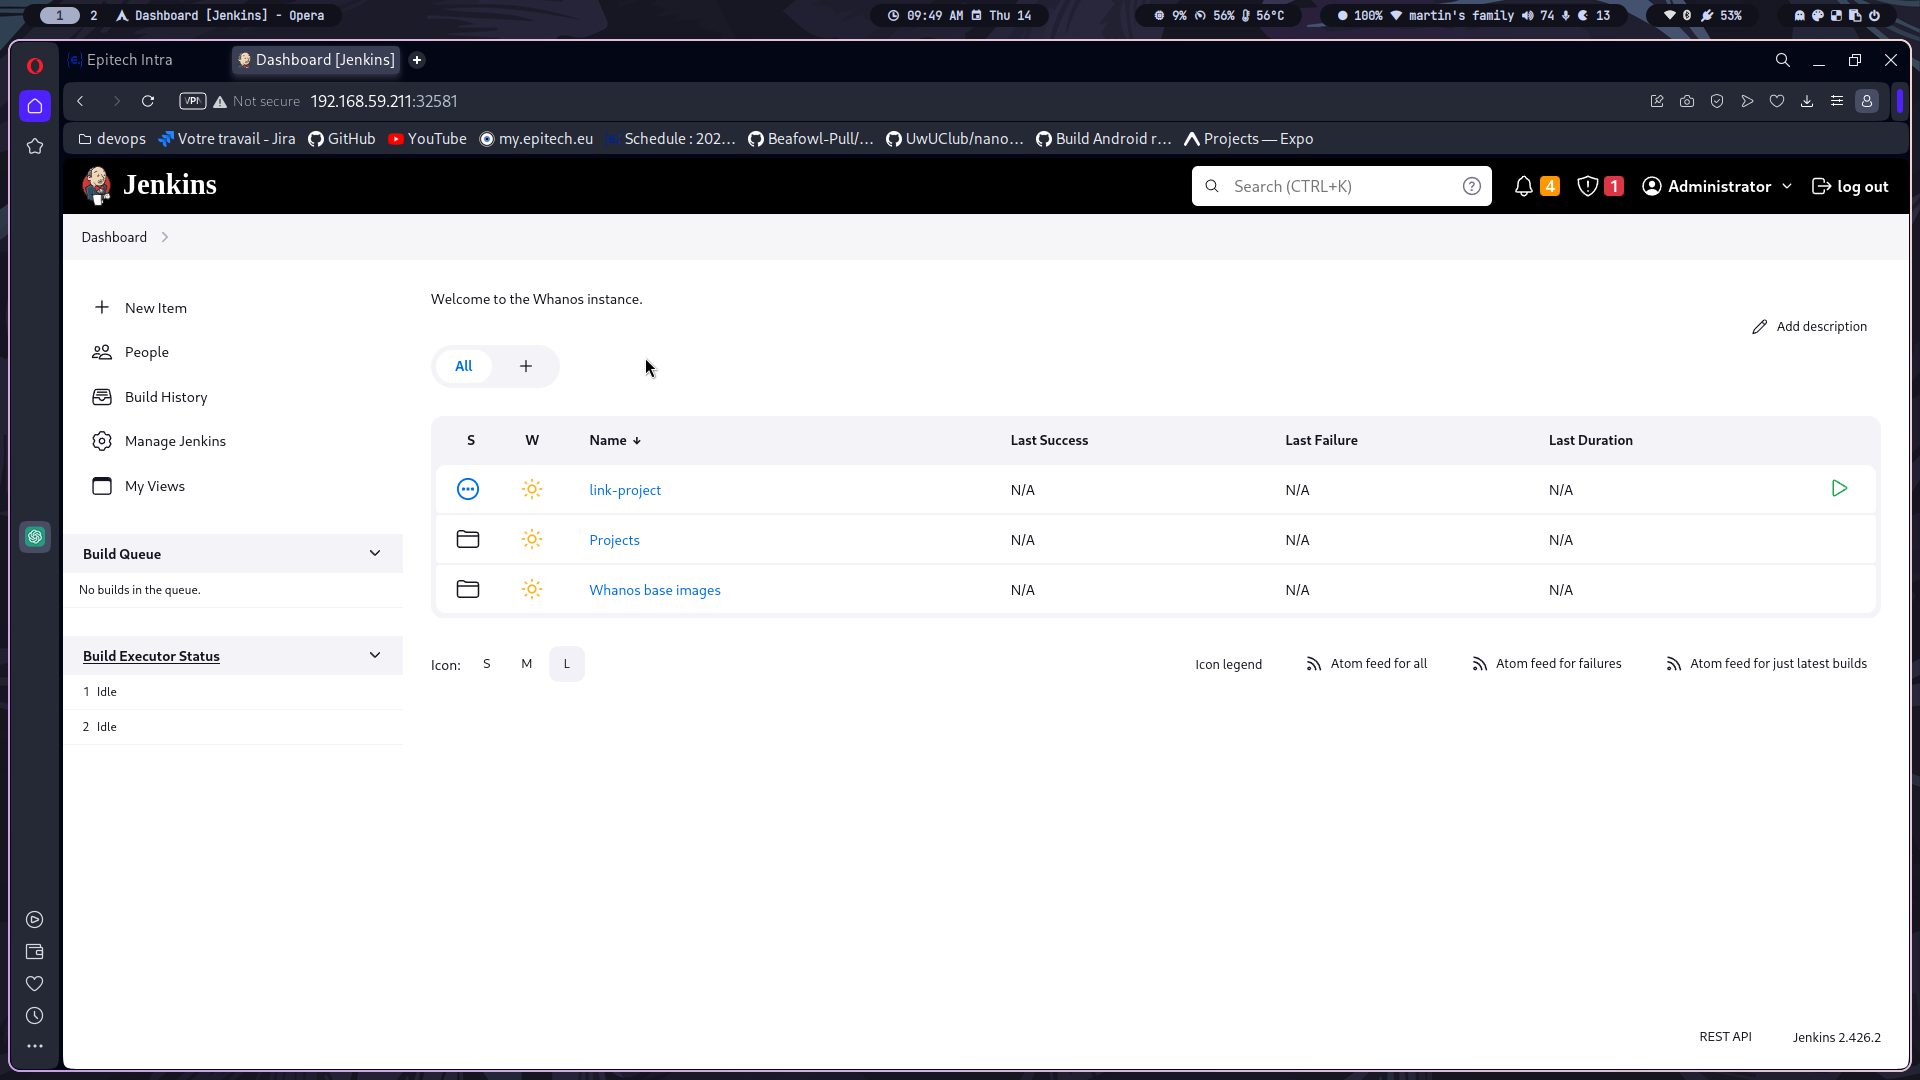 1 2 Dashboard [Jenkins] - Opera 09:49 AM Thu 14 9% 56% 56°C 100% martin's family 74 13 53%
Epitech Intra Dashboard [Jenkins]
VPN Not secure 192.168.59.211:32581
devops Votre travail - Jira GitHub YouTube my.epitech.eu Schedule : 202... Beafowl-Pull/... UwUClub/nano... Build Android r... Projects — Expo
Jenkins Search (CTRL+K) ? 4 1 Administrator log out
Dashboard
Welcome to the Whanos instance.
New Item
Add description
People
All +
Build History
Manage Jenkins
My Views
S W Name ↓ Last Success Last Failure Last Duration
link-project N/A N/A N/A
Projects N/A N/A N/A
Whanos base images N/A N/A N/A
Build Queue
No builds in the queue.
Build Executor Status
1 Idle
2 Idle
Icon: S M L Icon legend Atom feed for all Atom feed for failures Atom feed for just latest builds
REST API Jenkins 2.426.2